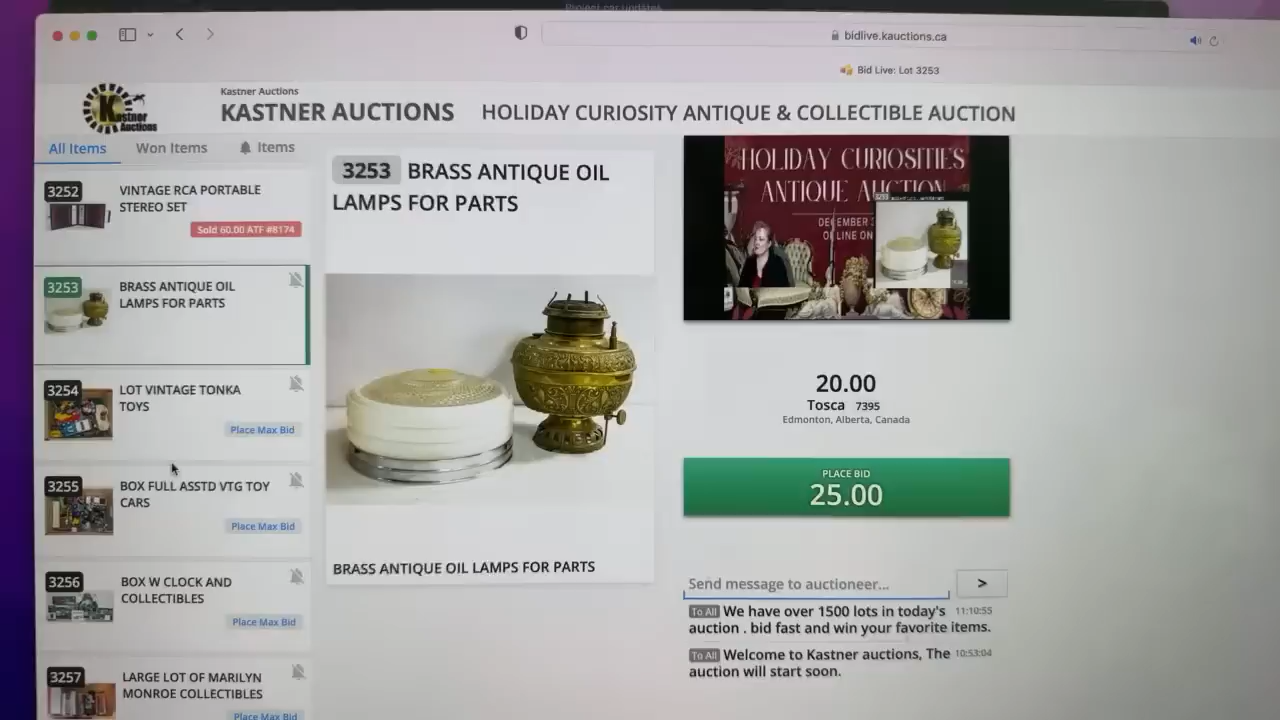 Project car updates
bidlive.kauctions.ca
Bid Live: Lot 3253
Kastner Auctions
Kastner
Auctions
KASTNER AUCTIONS
HOLIDAY CURIOSITY ANTIQUE & COLLECTIBLE AUCTION
All Items
Won Items
Items
3252
VINTAGE RCA PORTABLE
STEREO SET
Sold 60.00 ATF #8174
3253
BRASS ANTIQUE OIL
LAMPS FOR PARTS
3254
LOT VINTAGE TONKA
TOYS
Place Max Bid
3255
BOX FULL ASSTD VTG TOY
CARS
Place Max Bid
3256
BOX W CLOCK AND
COLLECTIBLES
Place Max Bid
3257
LARGE LOT OF MARILYN
MONROE COLLECTIBLES
Place Max Bid
3253 BRASS ANTIQUE OIL
LAMPS FOR PARTS
BRASS ANTIQUE OIL LAMPS FOR PARTS
HOLIDAY CURIOSITIES
ANTIQUE AUCTION
20.00
Tosca 7395
Edmonton, Alberta, Canada
PLACE BID
25.00
Send message to auctioneer...
>
To All We have over 1500 lots in today's 11:10:55
auction . bid fast and win your favorite items.
To All Welcome to Kastner auctions, The 10:53:04
auction will start soon.